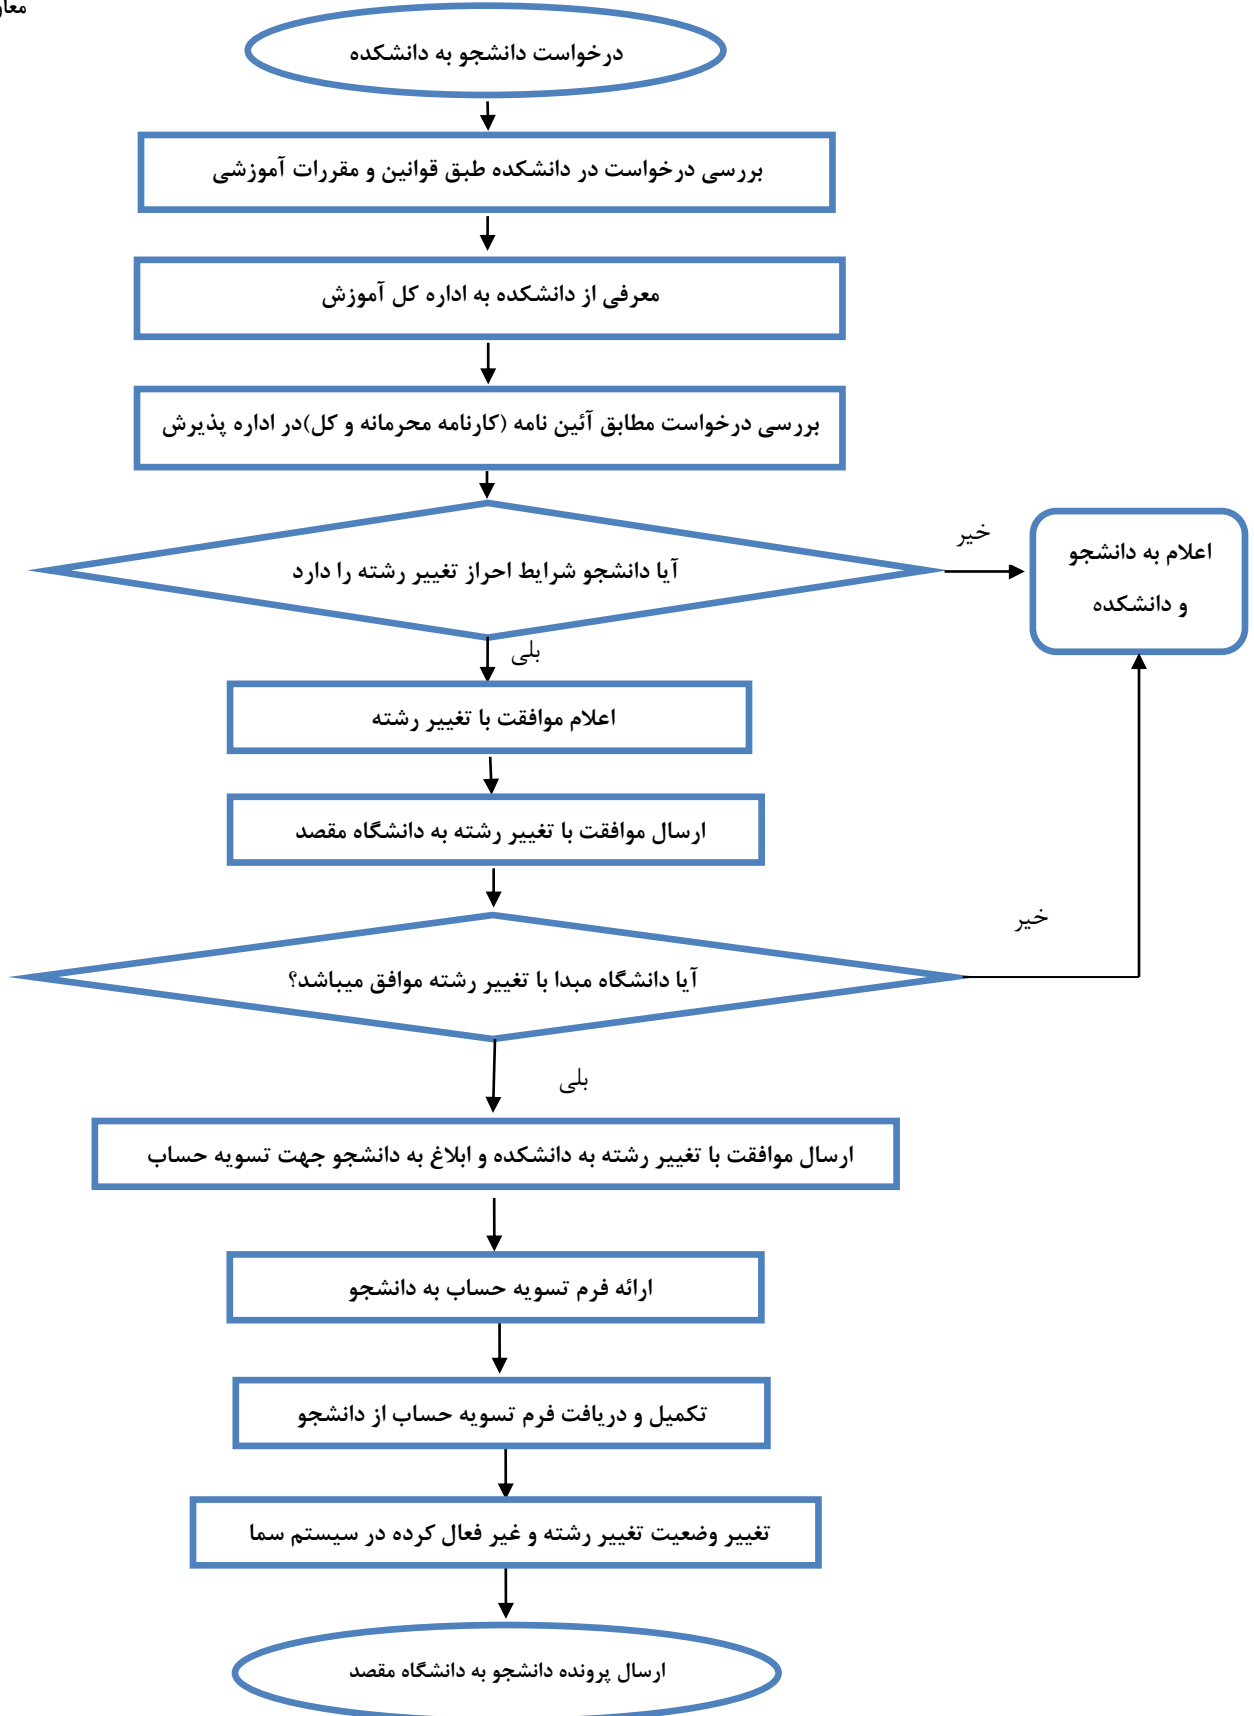 درخواست دانشجو به دانشکده
بررسی درخواست در دانشکده طبق قوانین و مقررات آموزشی
معرفی از دانشکده به اداره کل آموزش
بررسی درخواست مطابق آئین نامه (کارنامه محرمانه و کل)در اداره پذیرش
آیا دانشجو شرایط احراز تغییر رشته را دارد
خیر
اعلام به دانشجو
و دانشکده
بلی
اعلام موافقت با تغییر رشته
ارسال موافقت با تغییر رشته به دانشگاه مقصد
آیا دانشگاه مبدا با تغییر رشته موافق میباشد؟
خیر
بلی
ارسال موافقت با تغییر رشته به دانشکده و ابلاغ به دانشجو جهت تسویه حساب
ارائه فرم تسویه حساب به دانشجو
تکمیل و دریافت فرم تسویه حساب از دانشجو
تغییر وضعیت تغییر رشته و غیر فعال کرده در سیستم سما
ارسال پرونده دانشجو به دانشگاه مقصد